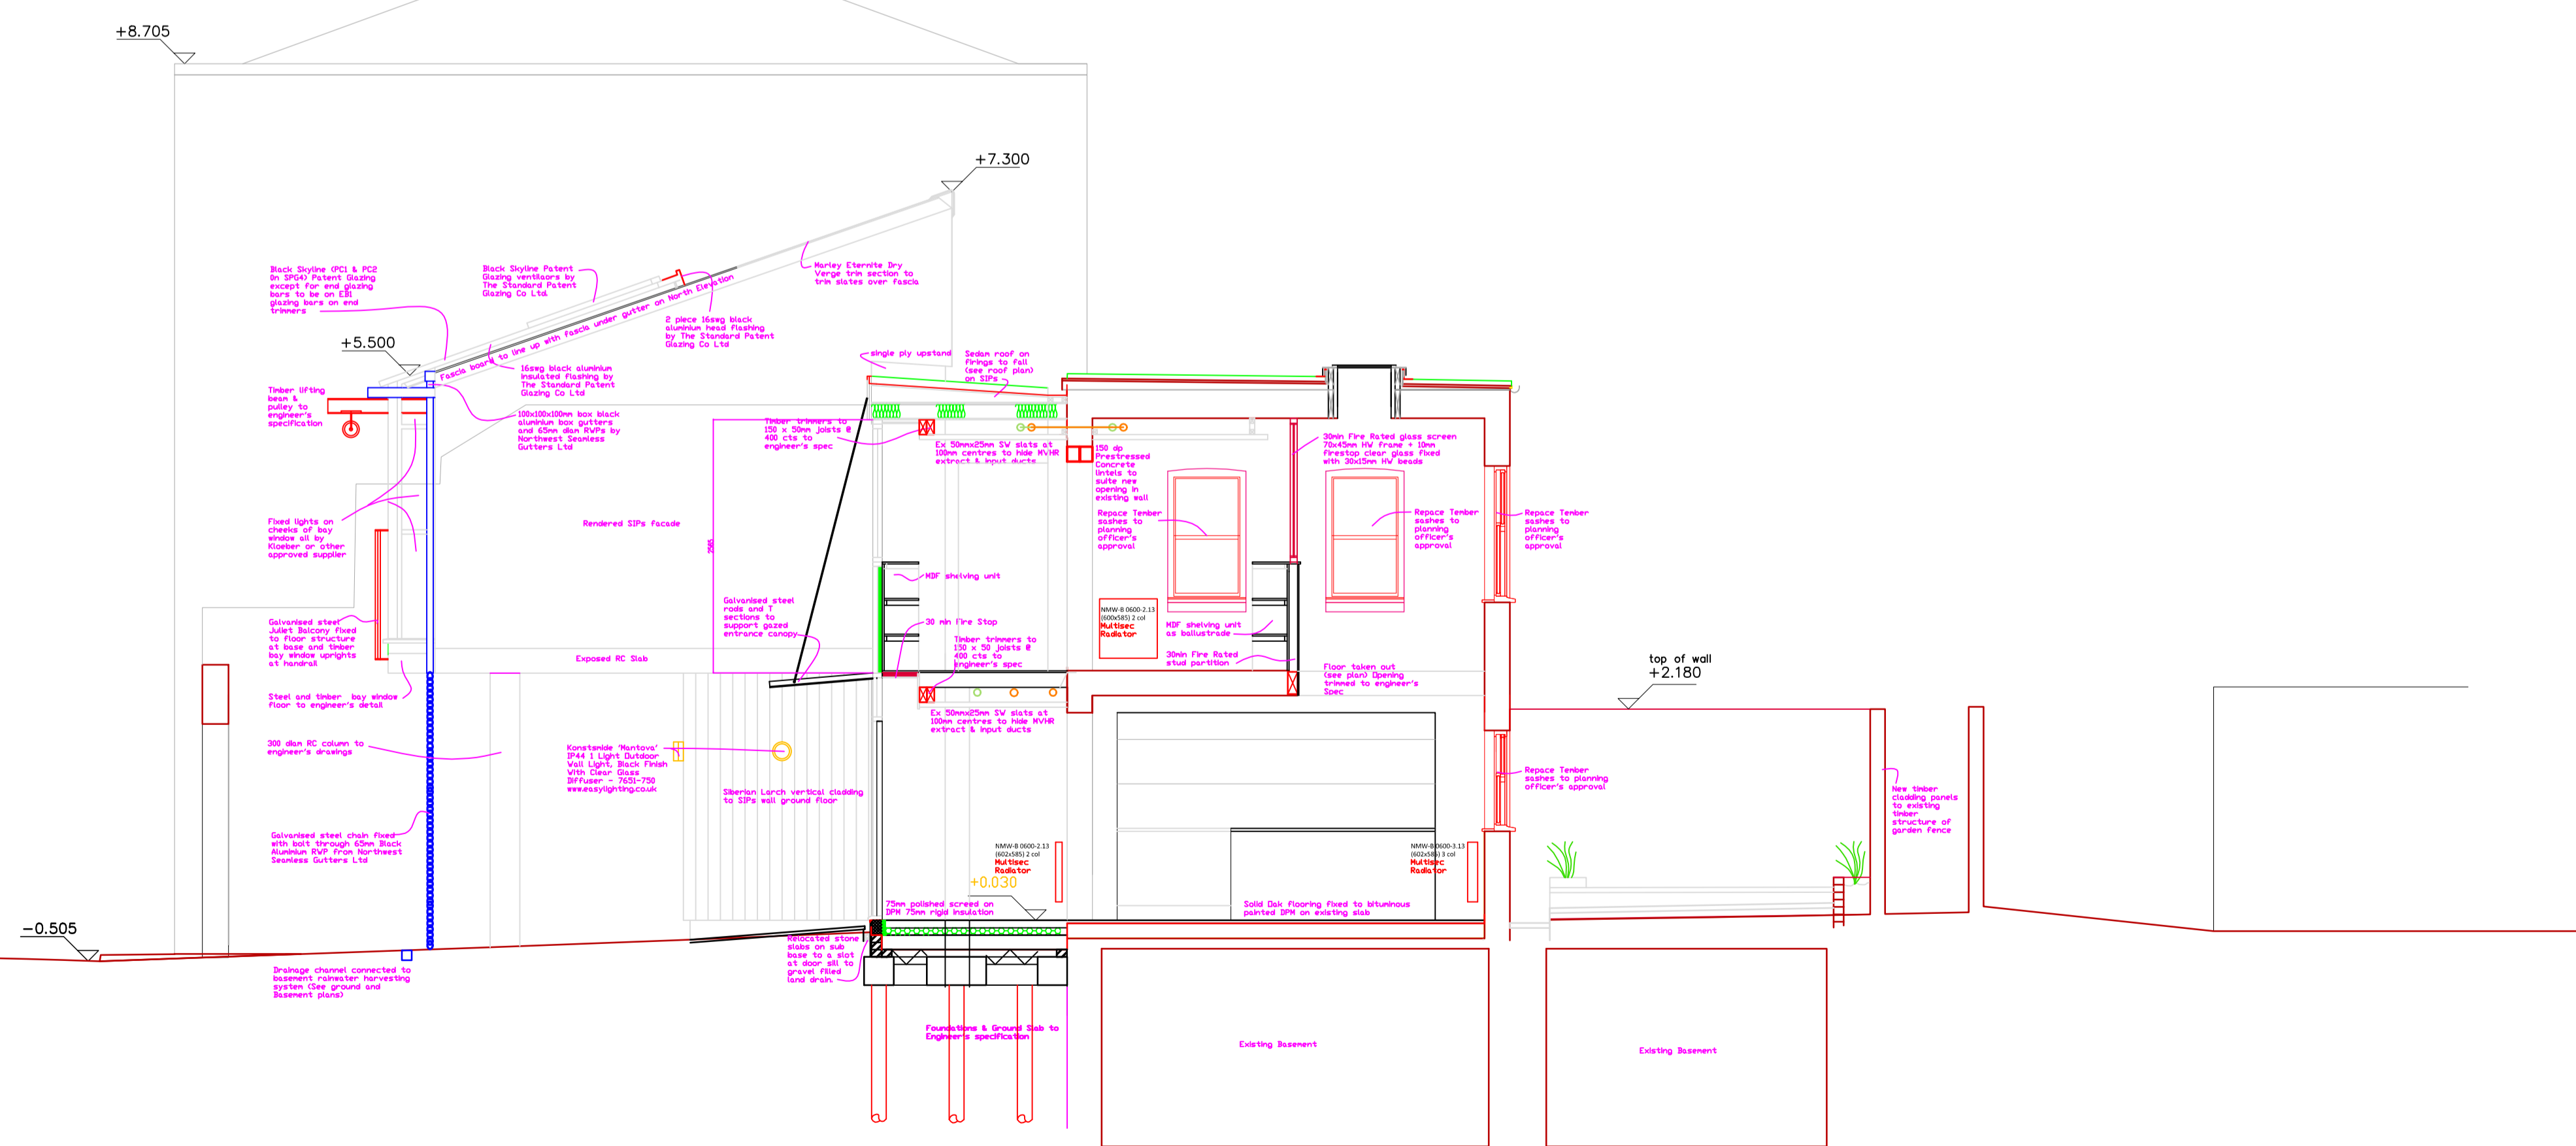 +8.705
+7.300
Black Skyline (PC1 & PC2
On SPG4) Patent Glazing
except for end glazing
bars to be on EB1
glazing bars on end
trimmers
Black Skyline Patent
Glazing ventilaors by
The Standard Patent
Glazing Co Ltd
Marley Eternite Dry
Verge trim section to
trim slates over fascia
Fascia board to line up with fascia under gutter on North Elevation
2 piece 16swg black
aluminium head flashing
by The Standard Patent
Glazing Co Ltd
+5.500
16swg black aluminium
insulated flashing by
The Standard Patent
Glazing Co Ltd
single ply upstand
Sedam roof on
firings to fall
(see roof plan)
on SIPs
Timber lifting
beam &
pulley to
engineer's
specification
100x100x100mm box black
aluminium box gutters
and 65mm diam RWPs by
Northwest Seamless
Gutters Ltd
Timber trimmers to
150 x 50mm joists @
400 cts to
engineer's spec
Ex 50mmx25mm SW slats at
100mm centres to hide MVHR
extract & input ducts
150 dp
Prestressed
Concrete
lintels to
suite new
opening in
existing wall
30min Fire Rated glass screen
70x45mm HW frame + 10mm
firestop clear glass fixed
with 30x15mm HW beads
Fixed lights on
cheeks of bay
window all by
Kloeber or other
approved supplier
Rendered SIPs facade
2565
Repace Tember
sashes to
planning
officer's
approval
Repace Tember
sashes to
planning
officer's
approval
Repace Tember
sashes to
planning
officer's
approval
MDF shelving unit
Galvanised steel
rods and T
sections to
support gazed
entrance canopy
30 min Fire Stop
Timber trimmers to
150 x 50 joists @
400 cts to
engineer's spec
NMW-B 0600-2.13
(600x585) 2 col
Multisec
Radiator
MDF shelving unit
as ballustrade
30min Fire Rated
stud partition
Galvanised steel
Juliet Balcony fixed
to floor structure
at base and timber
bay window uprights
at handrail
Exposed RC Slab
Floor taken out
(see plan) Opening
trimmed to engineer's
Spec
top of wall
+2.180
Steel and timber bay window
floor to engineer's detail
Ex 50mmx25mm SW slats at
100mm centres to hide MVHR
extract & input ducts
300 diam RC column to
engineer's drawings
Konstsmide 'Mantova'
IP44 1 Light Outdoor
Wall Light, Black Finish
With Clear Glass
Diffuser - 7651-750
www.easylighting.co.uk
Siberian Larch vertical cladding
to SIPs wall ground floor
Repace Tember
sashes to planning
officer's approval
New timber
cladding panels
to existing
timber
structure of
garden fence
Galvanised steel chain fixed
with bolt through 65mm Black
Aluminium RWP from Northwest
Seamless Gutters Ltd
NMW-B 0600-2.13
(602x585) 2 col
Multisec
Radiator
NMW-B 0600-3.13
(602x585) 3 col
Multisec
Radiator
+0.030
75mm polished screed on
DPM 75mm rigid insulation
Solid Oak flooring fixed to bituminous
painted DPM on existing slab
-0.505
Relocated stone
slabs on sub
base to a slot
at door sill to
gravel filled
land drain.
Drainage channel connected to
basement rainwater harvesting
system (See ground and
Basement plans)
Foundations & Ground Slab to
Engineer's specification
Existing Basement
Existing Basement